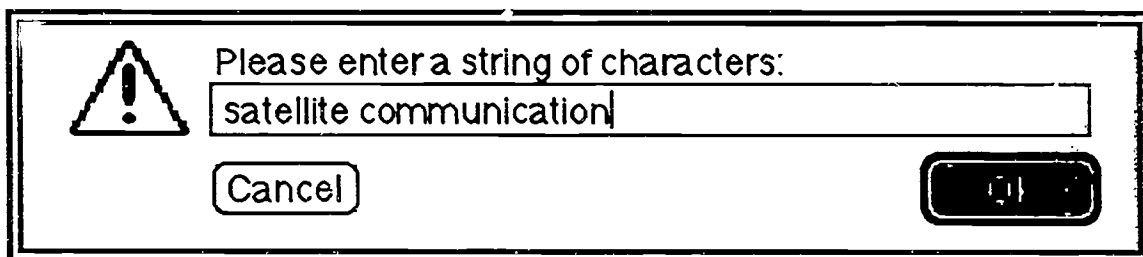 Please enter a string of characters:
satellite communication
Cancel